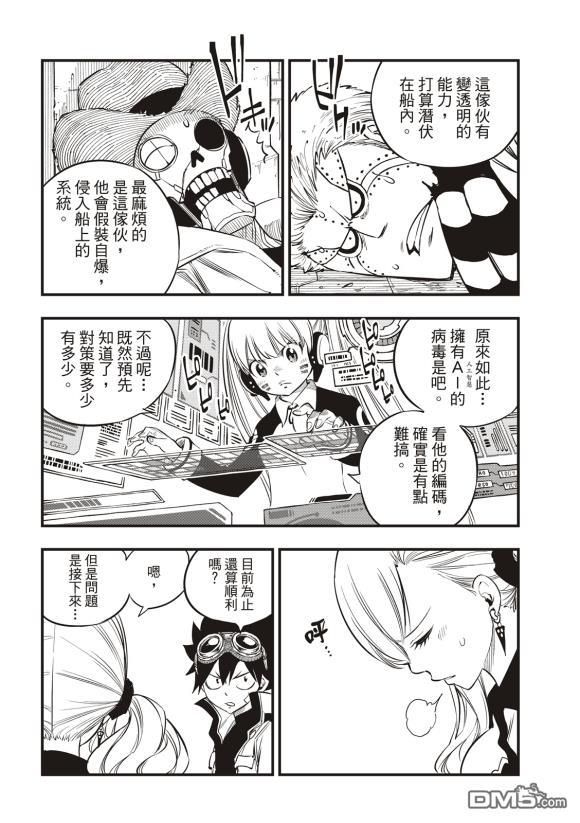 這傢伙有
變透明的
能力，
打算潛伏
在船內。
最麻煩的
是這傢伙，
他會假裝自爆，
侵入船上的
系統。
原來如此…
擁有AI的
人工智慧
病毒是吧。
看他的編碼，
確實是有點
難搞。
不過呢…
既然預先
知道了，
對策要多少
有多少。
呼…
目前為止
還算順利
嗎？
嗯，
但是問題
是接下來…
DM5.com